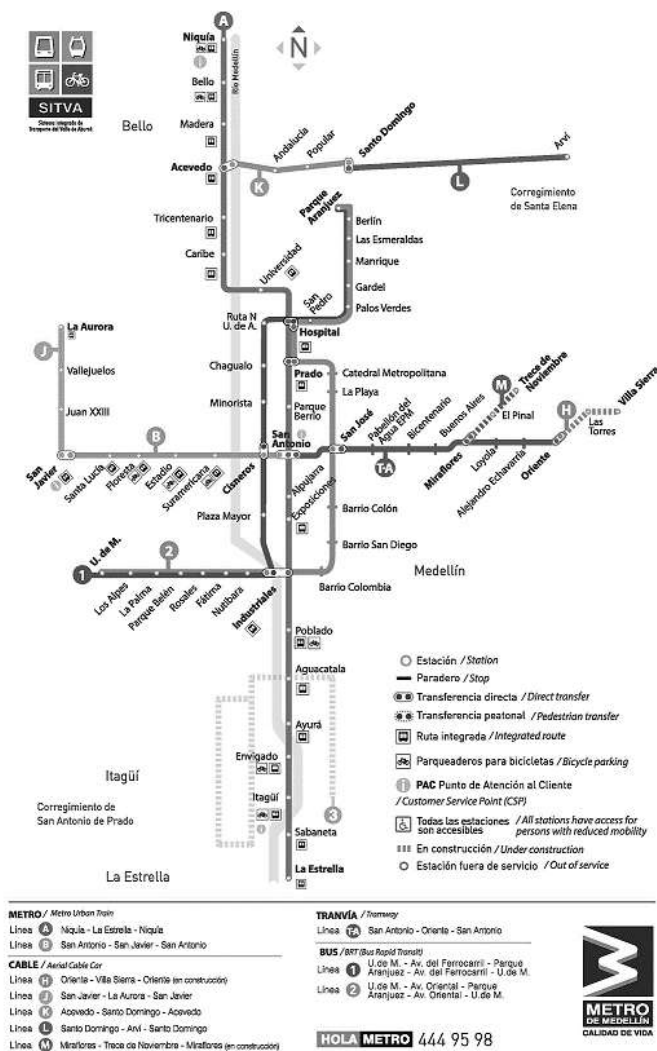 A
Niquía
N
Río Medellín
SITVA
Sistema Integrado de
Transporte del Valle de Aburrá
Bello
Bello
Madera
Andalucía
Popular
Santo Domingo
Arví
Acevedo
K
L
Corregimiento
de Santa Elena
Parque
Aranjuez
Tricentenario
Berlín
Las Esmeraldas
Caribe
Universidad
Manrique
Gardel
San
Pedro
Palos Verdes
La Aurora
Ruta N
U. de A.
Hospital
J
Vallejuelos
Chagualo
Prado
Catedral Metropolitana
La Playa
Trece de
Noviembre
Villa Sierra
M
Juan XXIII
Minorista
Parque
Berrío
San José
Pabellón del
Agua EPM
Bicentenario
Buenos Aires
El Pinal
H
Las
Torres
B
San
Antonio
San
Javier
Santa Lucía
Floresta
Estadio
Suramericana
Cisneros
T-A
Miraflores
Loyola
Alejandro Echavarría
Oriente
Alpujarra
Exposiciones
Plaza Mayor
Barrio Colón
Barrio San Diego
U. de M.
2
Medellín
1
Los Alpes
La Palma
Parque Belén
Rosales
Fátima
Nutibara
Industriales
Barrio Colombia
Poblado
Aguacatala
Ayurá
Envigado
Itagüí
Itagüí
3
Corregimiento de
San Antonio de Prado
Sabaneta
La Estrella
La Estrella
Estación / Station
Paradero / Stop
Transferencia directa / Direct transfer
Transferencia peatonal / Pedestrian transfer
Ruta integrada / Integrated route
Parqueaderos para bicicletas / Bicycle parking
PAC Punto de Atención al Cliente
/ Customer Service Point (CSP)
Todas las estaciones / All stations have access for
son accesibles persons with reduced mobility
En construcción / Under construction
Estación fuera de servicio / Out of service
METRO / Metro Urban Train
Línea A Niquía - La Estrella - Niquía
Línea B San Antonio - San Javier - San Antonio
CABLE / Aerial Cable Car
Línea H Oriente - Villa Sierra - Oriente (en construcción)
Línea J San Javier - La Aurora - San Javier
Línea K Acevedo - Santo Domingo - Acevedo
Línea L Santo Domingo - Arví - Santo Domingo
Línea M Miraflores - Trece de Noviembre - Miraflores (en construcción)
TRANVÍA / Tramway
Línea T-A San Antonio - Oriente - San Antonio
BUS / BRT (Bus Rapid Transit)
Línea 1 U.de M. - Av. del Ferrocarril - Parque
Aranjuez - Av. del Ferrocarril - U.de M.
Línea 2 U.de M. - Av. Oriental - Parque
Aranjuez - Av. Oriental - U.de M.
HOLA METRO 444 95 98
METRO
DE MEDELLÍN
CALIDAD DE VIDA